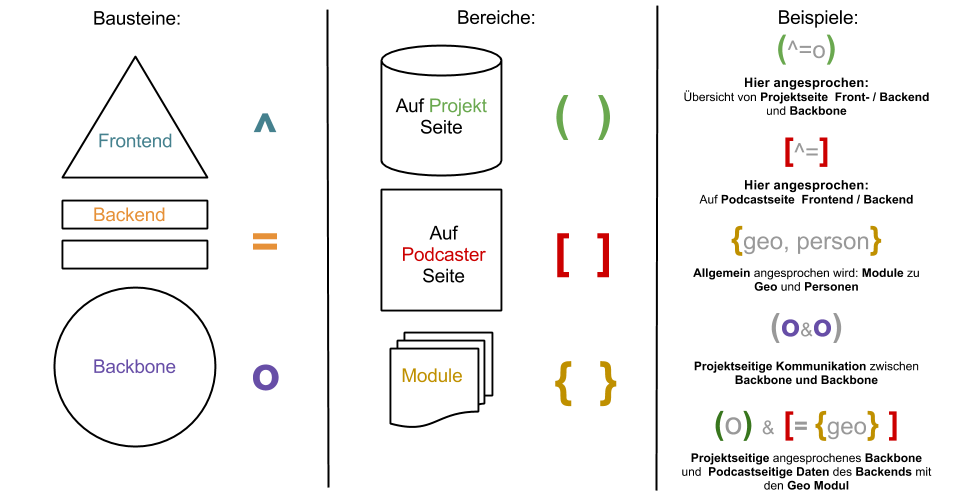 Bausteine:
Frontend
^
Backend
=
Backbone
o
Bereiche:
Auf Projekt
Seite
( )
Auf
Podcaster
Seite
[ ]
Module
{ }
Beispiele:
(^=o)
Hier angesprochen:
Übersicht von Projektseite Front- / Backend
und Backbone
[^=]
Hier angesprochen:
Auf Podcastseite Frontend / Backend
{geo, person}
Allgemein angesprochen wird: Module zu
Geo und Personen
(o&o)
Projektseitige Kommunikation zwischen
Backbone und Backbone
(O) & [= {geo} ]
Projektseitige angesprochenes Backbone
und Podcastseitige Daten des Backends mit
den Geo Modul